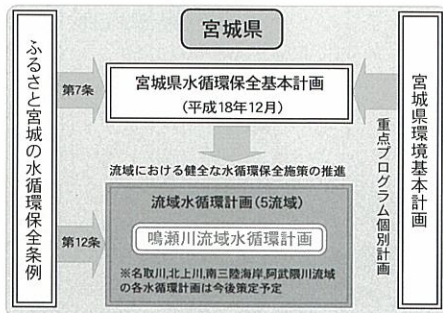 宮城県
ふるさと宮城の水循環保全条例
第7条
宮城県水循環保全基本計画
(平成18年12月)
宮城県環境基本計画
重点プログラム個別計画
流域における健全な水循環保全施策の推進
第12条
流域水循環計画(5流域)
鳴瀬川流域水循環計画
※名取川,北上川,南三陸海岸,阿武隈川流域
の各水循環計画は今後策定予定